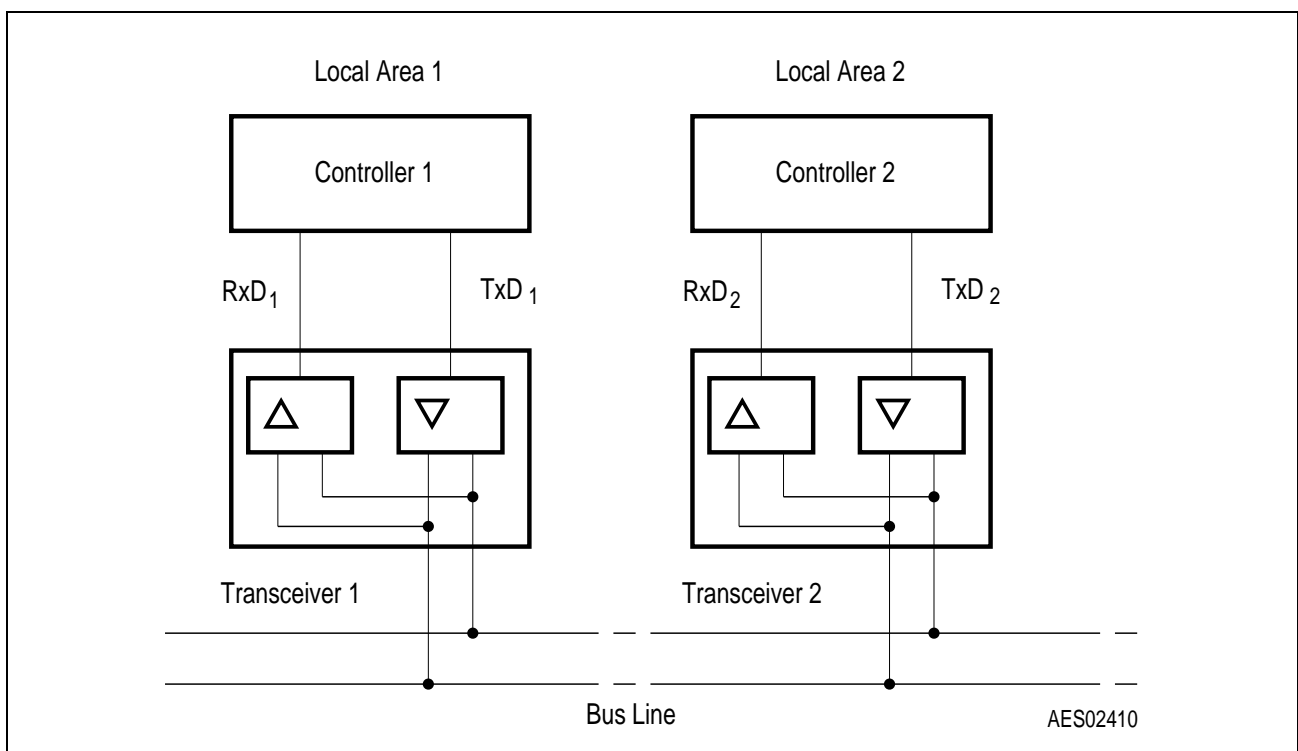 Local Area 1
Local Area 2
Controller 1
Controller 2
RxD1
TxD 1
RxD2
TxD 2
Transceiver 1
Transceiver 2
Bus Line
AES02410